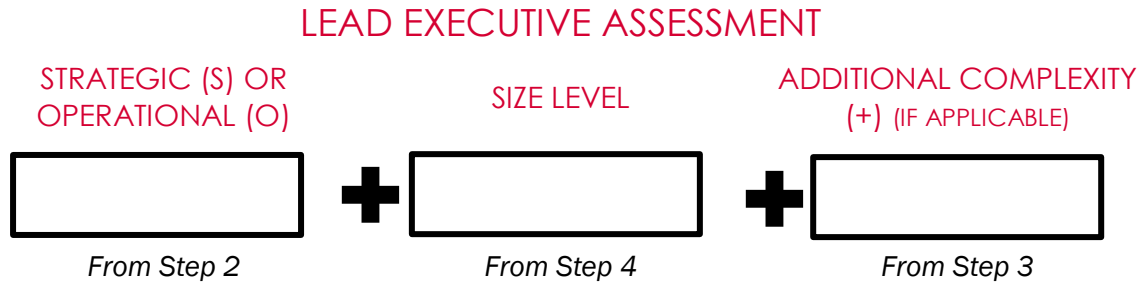 LEAD EXECUTIVE ASSESSMENT
STRATEGIC (S) OR
OPERATIONAL (O)
SIZE LEVEL
ADDITIONAL COMPLEXITY
(+) (IF APPLICABLE)
From Step 2
From Step 4
From Step 3